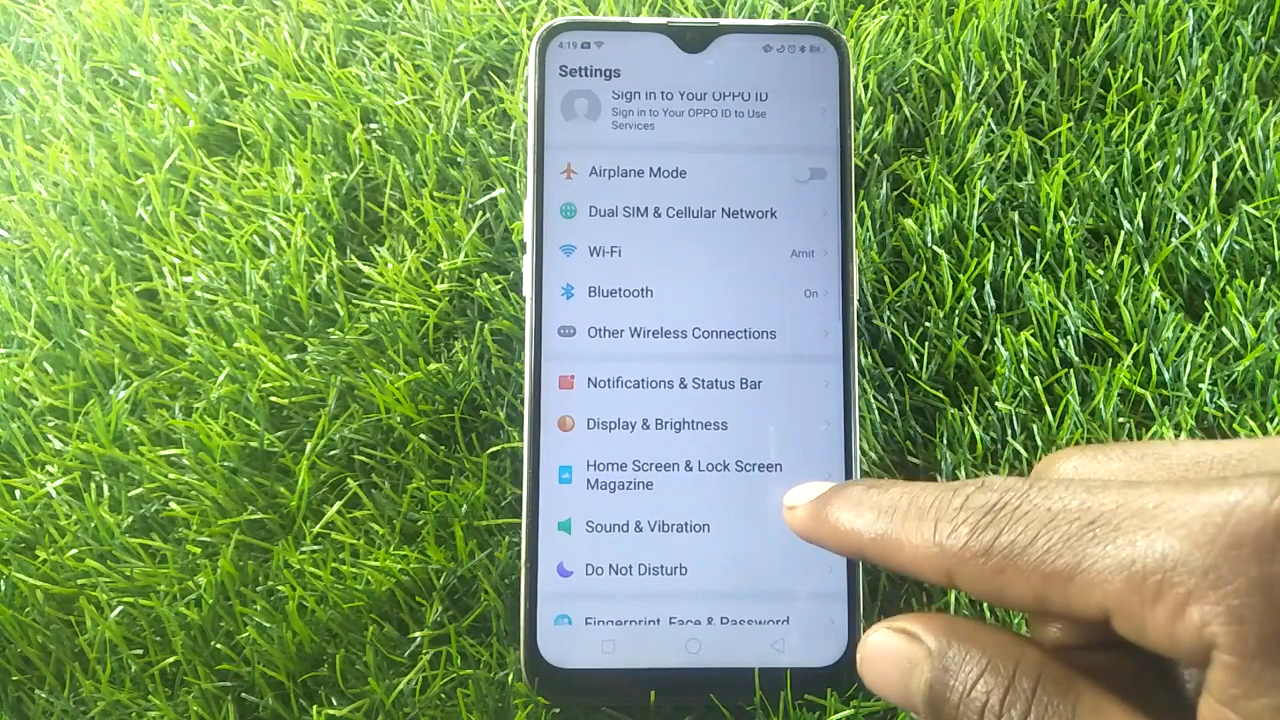 4:19
Settings
Sign in to Your OPPO ID
Sign in to Your OPPO ID to Use
Services
Airplane Mode
Dual SIM & Cellular Network
Wi-Fi Amit
Bluetooth On
Other Wireless Connections
Notifications & Status Bar
Display & Brightness
Home Screen & Lock Screen
Magazine
Sound & Vibration
Do Not Disturb
Fingerprint, Face & Password